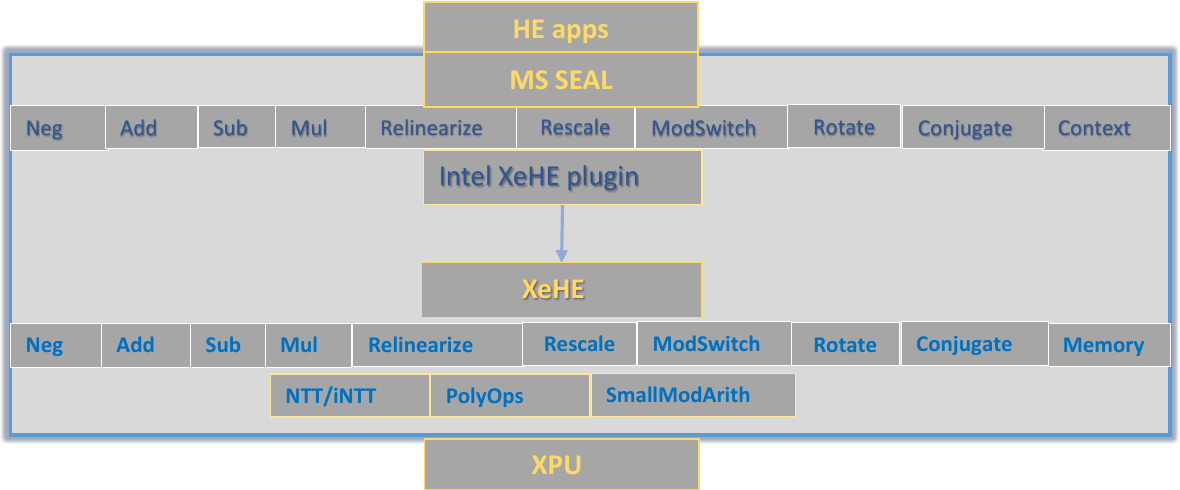 HE apps
MS SEAL
Neg Add Sub Mul Relinearize Rescale ModSwitch Rotate Conjugate Context
Intel XeHE plugin
XeHE
Neg Add Sub Mul Relinearize Rescale ModSwitch Rotate Conjugate Memory
NTT/iNTT PolyOps SmallModArith
XPU